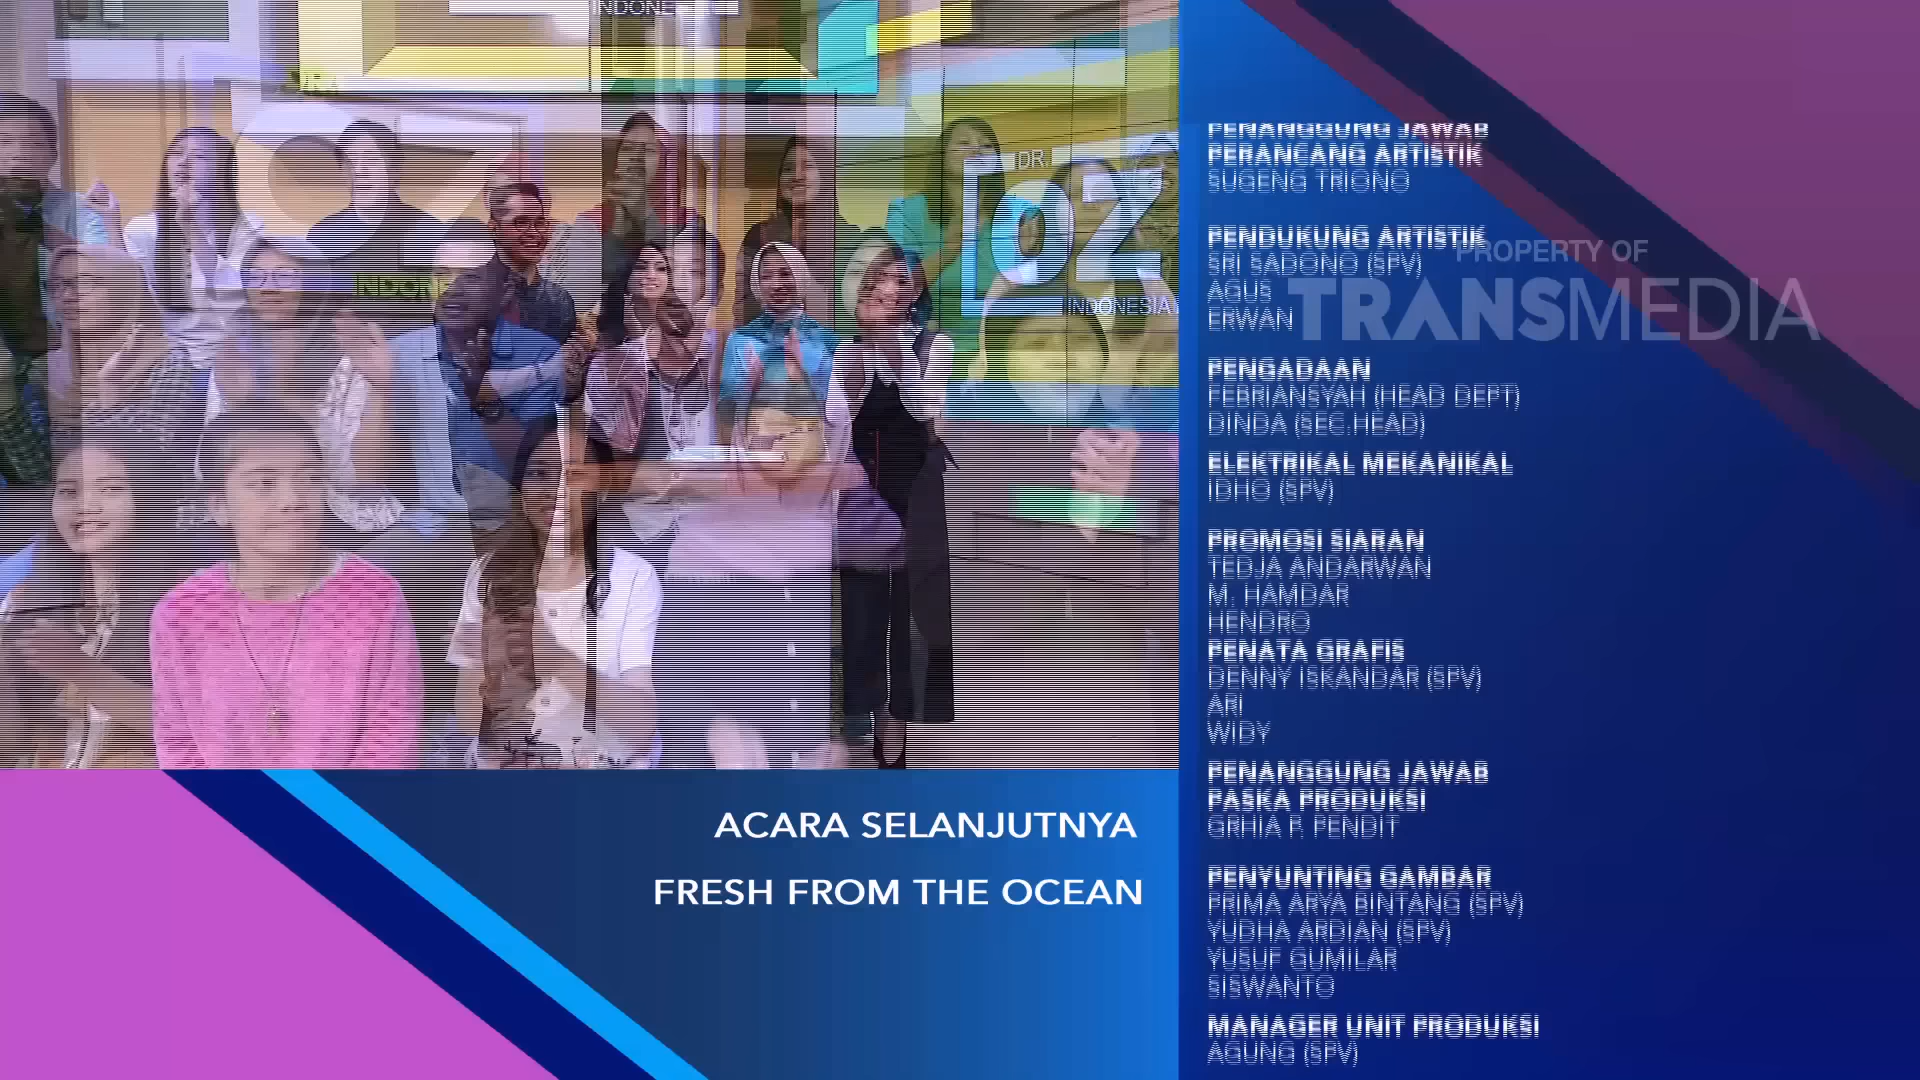 INDONE
OZ
INDONE
DR.
OZ
INDONESIA
ACARA SELANJUTNYA
FRESH FROM THE OCEAN
PROPERTY OF
TRANSMEDIA
PENANGGUNG JAWAB
PERANCANG ARTISTIK
SUGENG TRIONO
PENDUKUNG ARTISTIK
SRI SADONO (SPV)
AGUS
ERWAN
PENGADAAN
FEBRIANSYAH (HEAD DEPT)
DINDA (SEC.HEAD)
ELEKTRIKAL MEKANIKAL
IDHO (SPV)
PROMOSI SIARAN
TEDJA ANDARWAN
M. HAMDAR
HENDRO
PENATA GRAFIS
DENNY ISKANDAR (SPV)
ARI
WIDY
PENANGGUNG JAWAB
PASKA PRODUKSI
GRHIA P. PENDIT
PENYUNTING GAMBAR
PRIMA ARYA BINTANG (SPV)
YUDHA ARDIAN (SPV)
YUSUF GUMILAR
SISWANTO
MANAGER UNIT PRODUKSI
AGUNG (SPV)